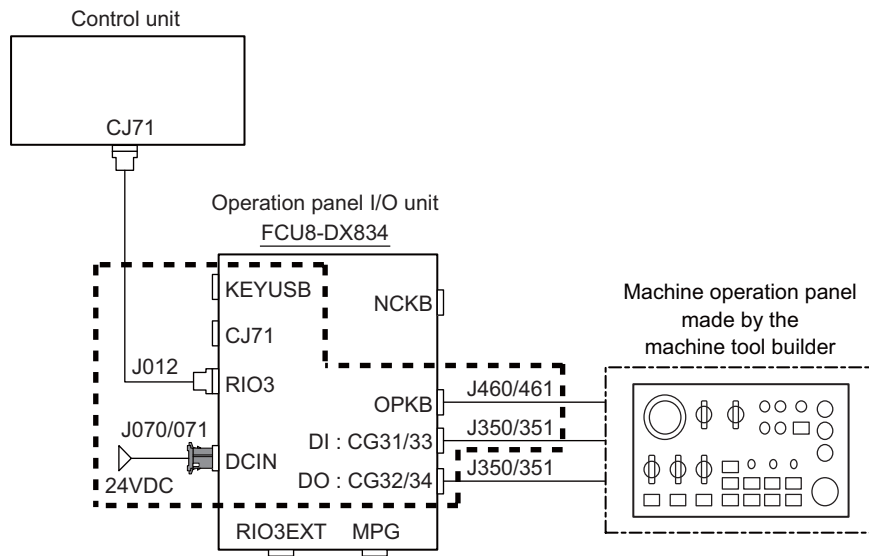 Control unit
CJ71
Operation panel I/O unit
FCU8-DX834
KEYUSB
NCKB
Machine operation panel
made by the
machine tool builder
CJ71
J012
RIO3
J460/461
OPKB
J070/071
J350/351
DI : CG31/33
DCIN
J350/351
24VDC
DO : CG32/34
RIO3EXT
MPG